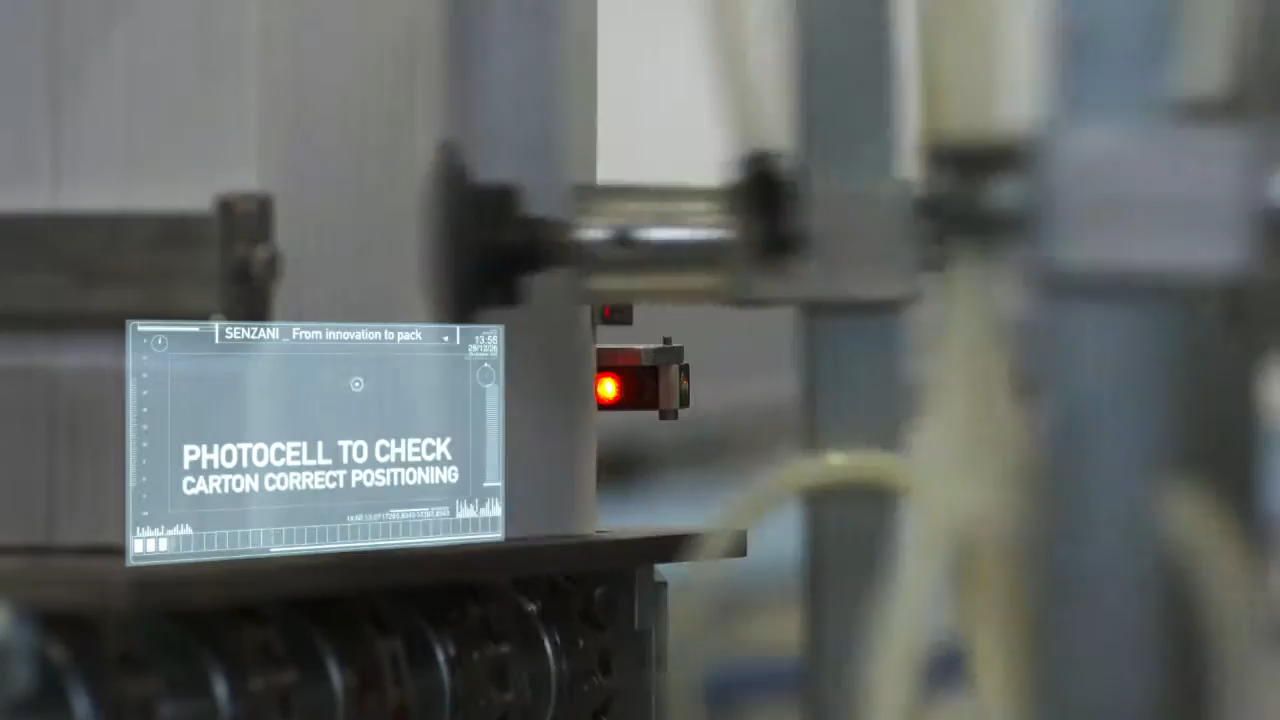 SENZANI _ From innovation to pack
13:56
PHOTOCELL TO CHECK
CARTON CORRECT POSITIONING